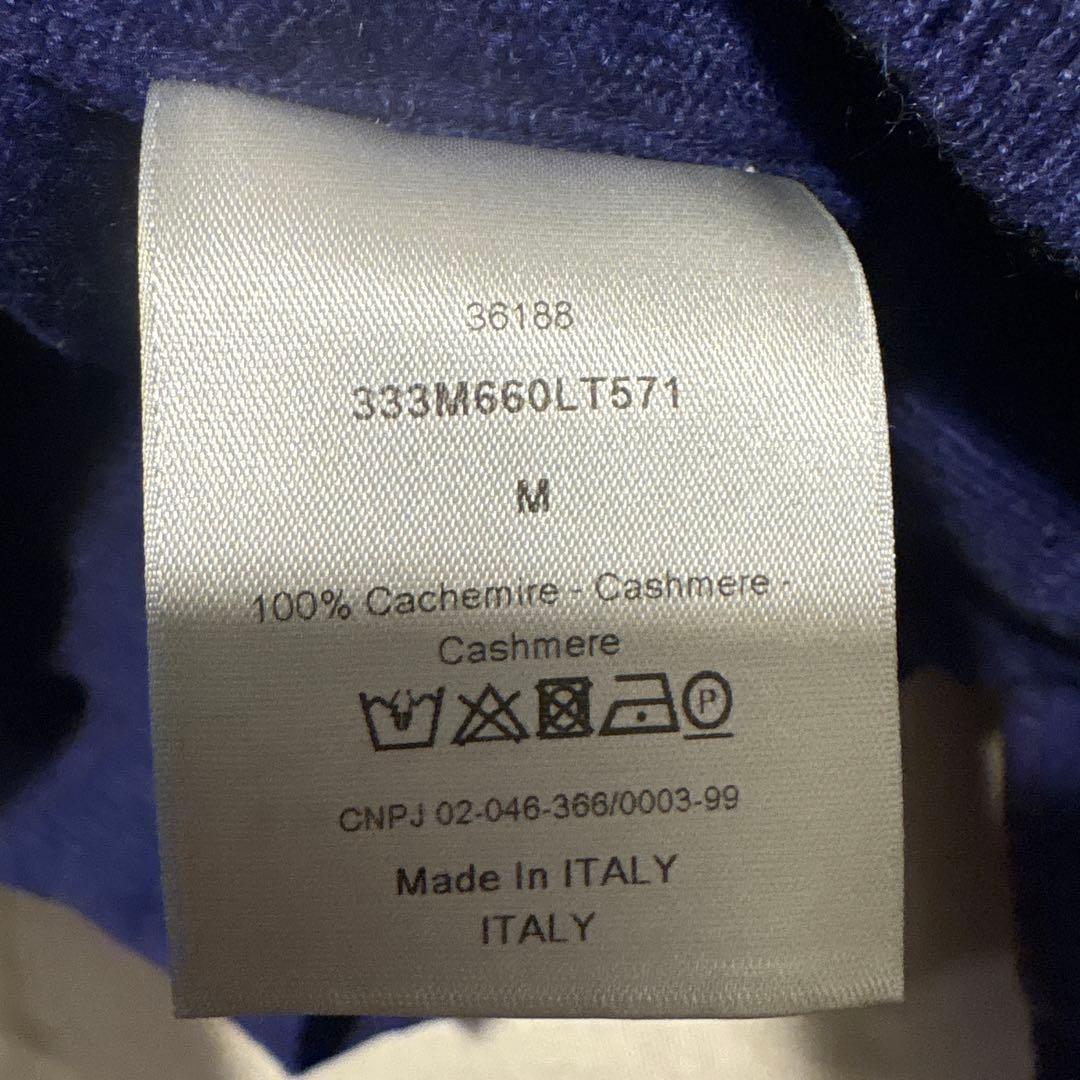 36188
333M660LT571
M
100% Cachemire - Cashmere -
Cashmere
P
CNPJ 02-046-366/0003-99
Made In ITALY
ITALY